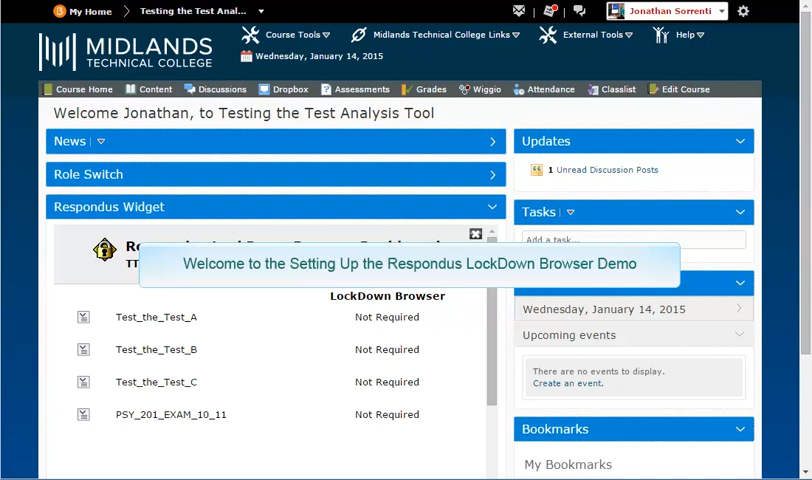 My Home
Testing the Test Anal...
Jonathan Sorrenti
MIDLANDS
TECHNICAL COLLEGE
Course Tools
Midlands Technical College Links
External Tools
Help
Wednesday, January 14, 2015
Course Home
Content
Discussions
Dropbox
Assessments
Grades
Wiggio
Attendance
Classlist
Edit Course
Welcome Jonathan, to Testing the Test Analysis Tool
News
Role Switch
Respondus Widget
Welcome to the Setting Up the Respondus LockDown Browser Demo
LockDown Browser
Test_the_Test_A Not Required
Test_the_Test_B Not Required
Test_the_Test_C Not Required
PSY_201_EXAM_10_11 Not Required
Updates
1 Unread Discussion Posts
Tasks
Add a task...
Wednesday, January 14, 2015
Upcoming events
There are no events to display.
Create an event.
Bookmarks
My Bookmarks